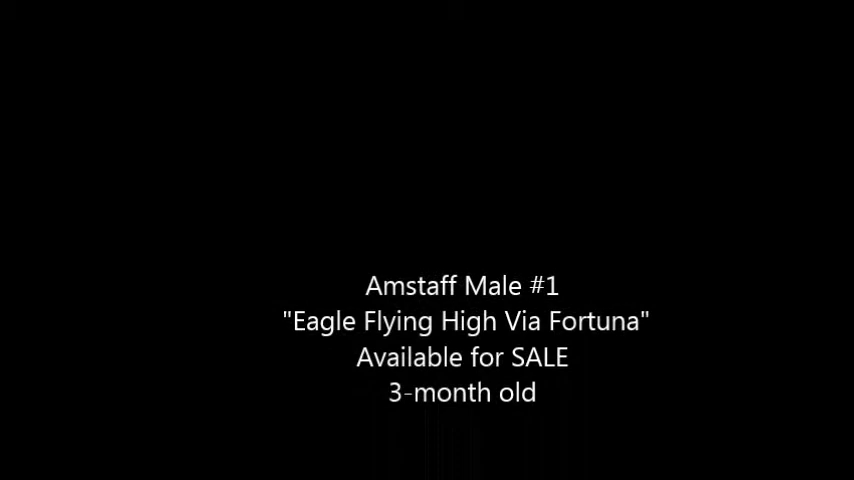 Amstaff Male #1
"Eagle Flying High Via Fortuna"
Available for SALE
3-month old